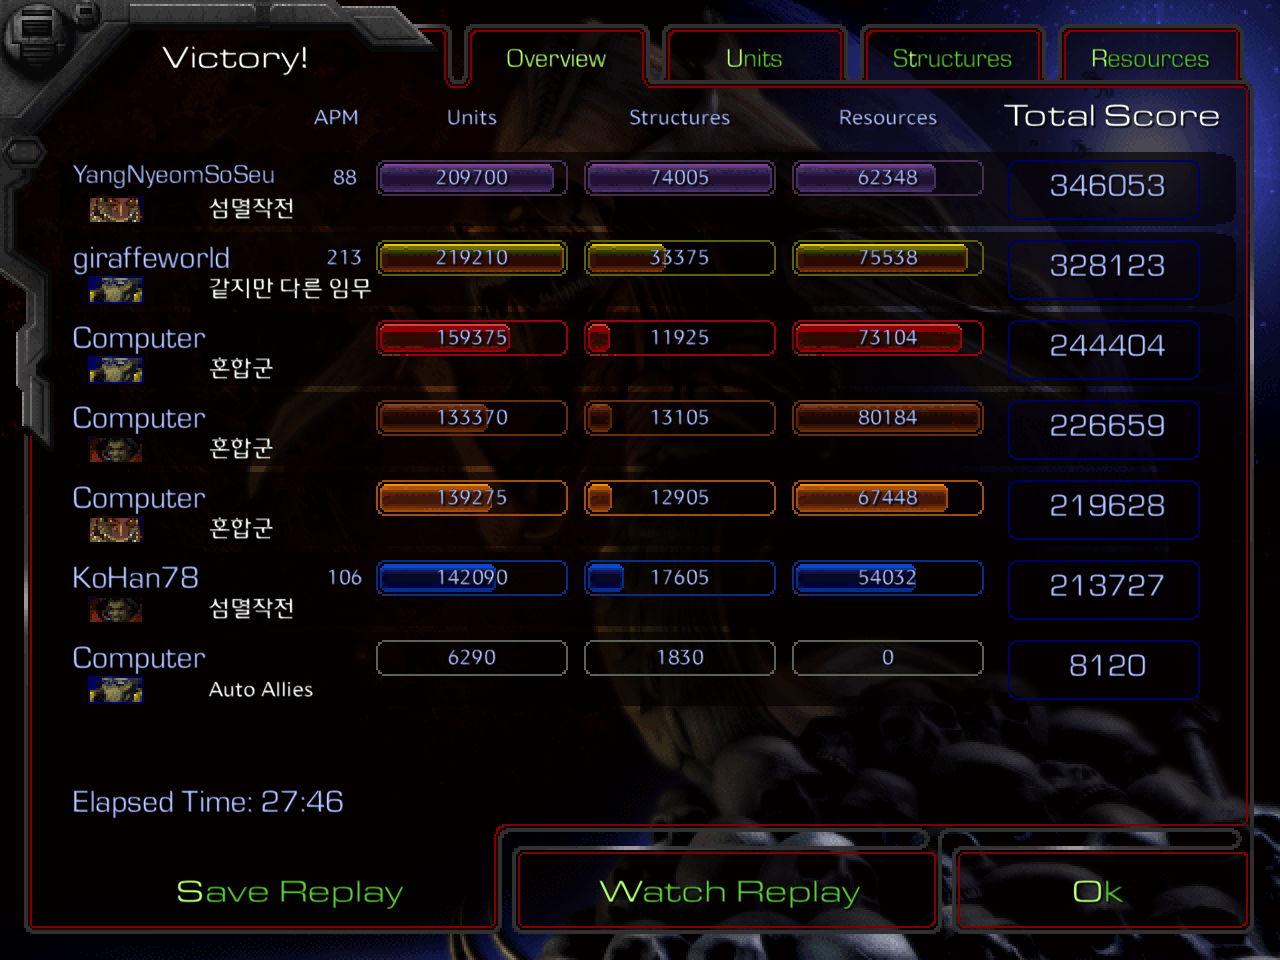 Victory!
Overview Units Structures Resources
APM Units Structures Resources Total Score
YangNyeomSoSeu 88 209700 74005 62348 346053
섬멸작전
giraffeworld 213 219210 33375 75538 328123
같지만 다른 임무
Computer 159375 11925 73104 244404
혼합군
Computer 133370 13105 80184 226659
혼합군
Computer 139275 12905 67448 219628
혼합군
KoHan78 106 142090 17605 54032 213727
섬멸작전
Computer 6290 1830 0 8120
Auto Allies
Elapsed Time: 27:46
Save Replay Watch Replay Ok